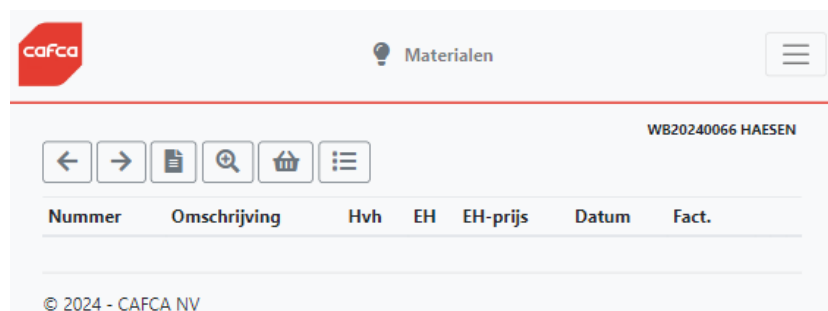 cafca
Materialen
WB20240066 HAESEN
Nummer Omschrijving Hvh EH EH-prijs Datum Fact.
© 2024 - CAFCA NV